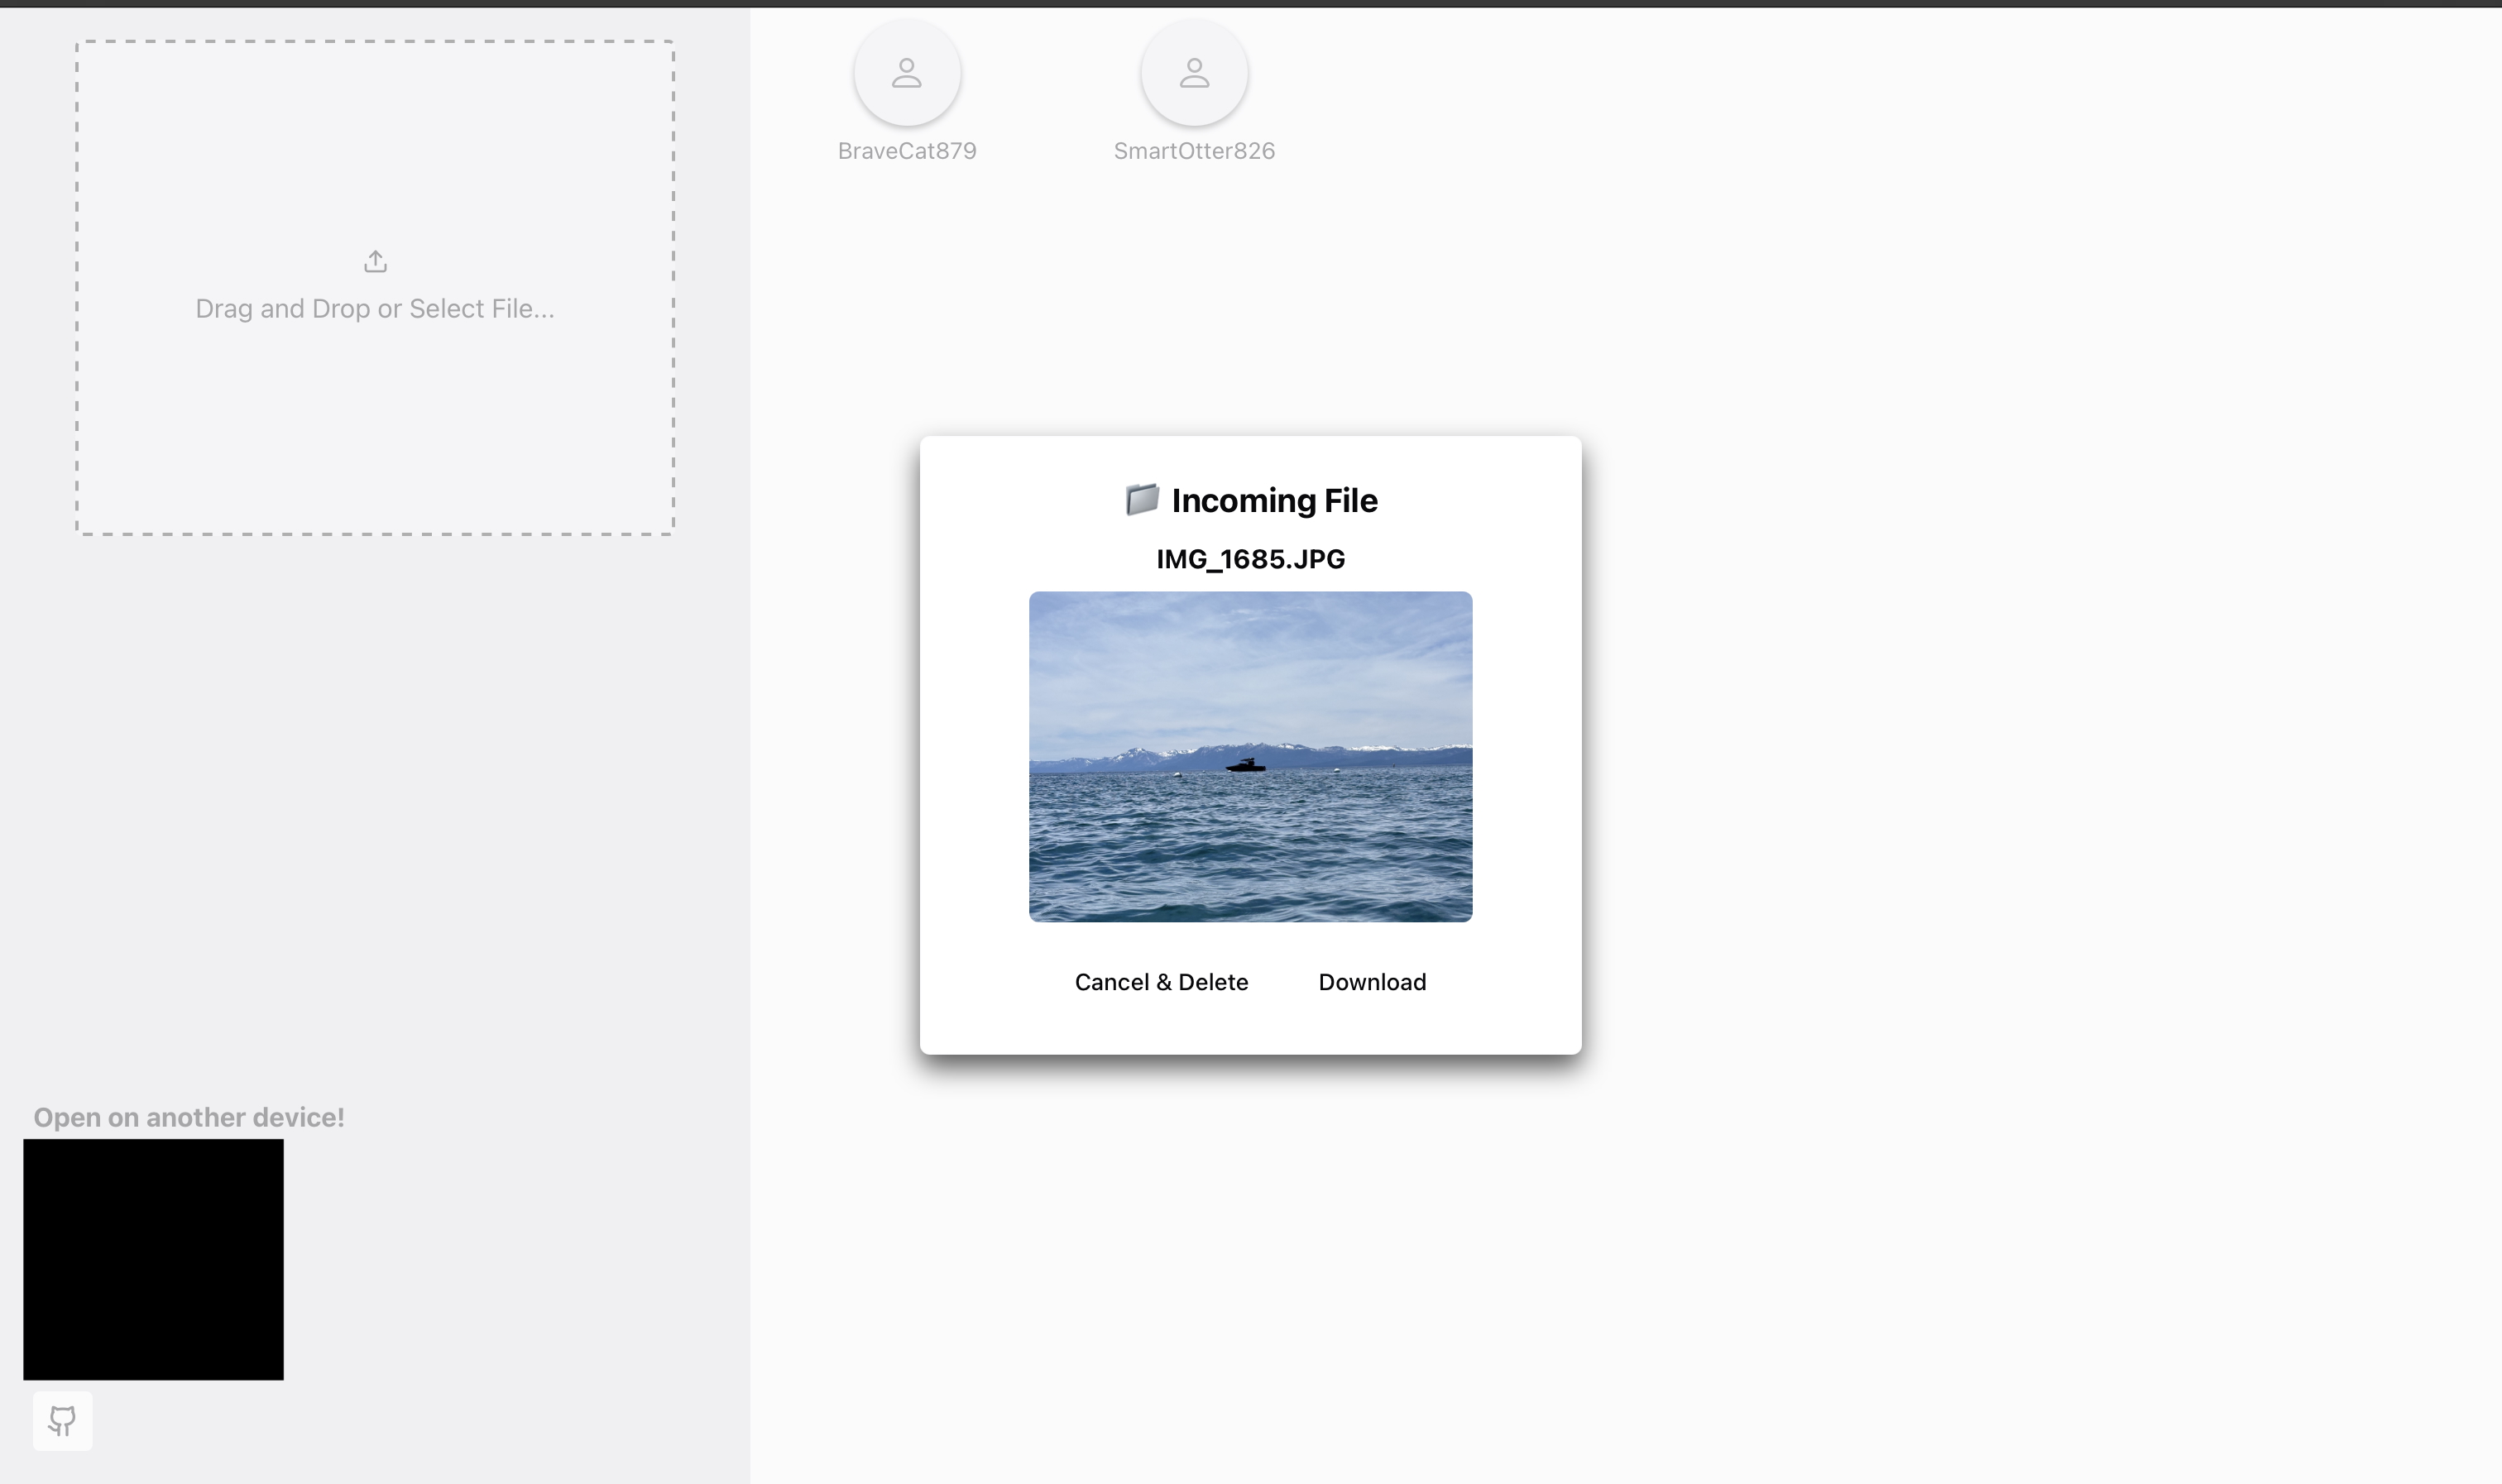 BraveCat879
SmartOtter826
Drag and Drop or Select File...
Incoming File
IMG_1685.JPG
Cancel & Delete
Download
Open on another device!